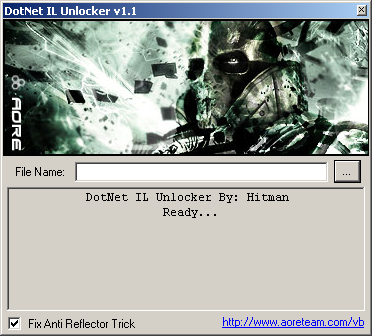 DotNet IL Unlocker v1.1
AORE
File Name:
...
DotNet IL Unlocker By: Hitman
Ready...
Fix Anti Reflector Trick
http://www.aoreteam.com/vb